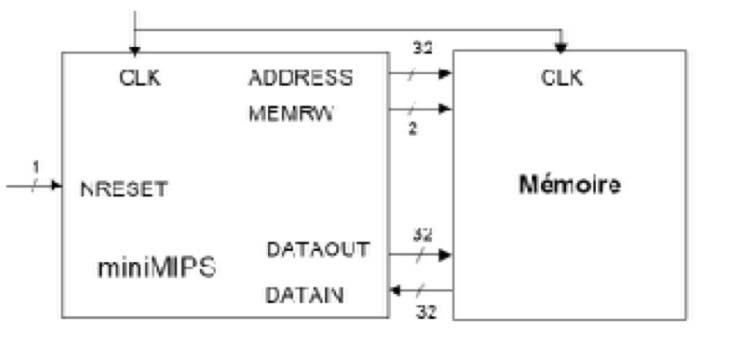 32
CLK ADDRESS CLK
MEMRW
2
1
NRESET
Mémoire
32
DATAOUT
miniMIPS
DATAIN
32